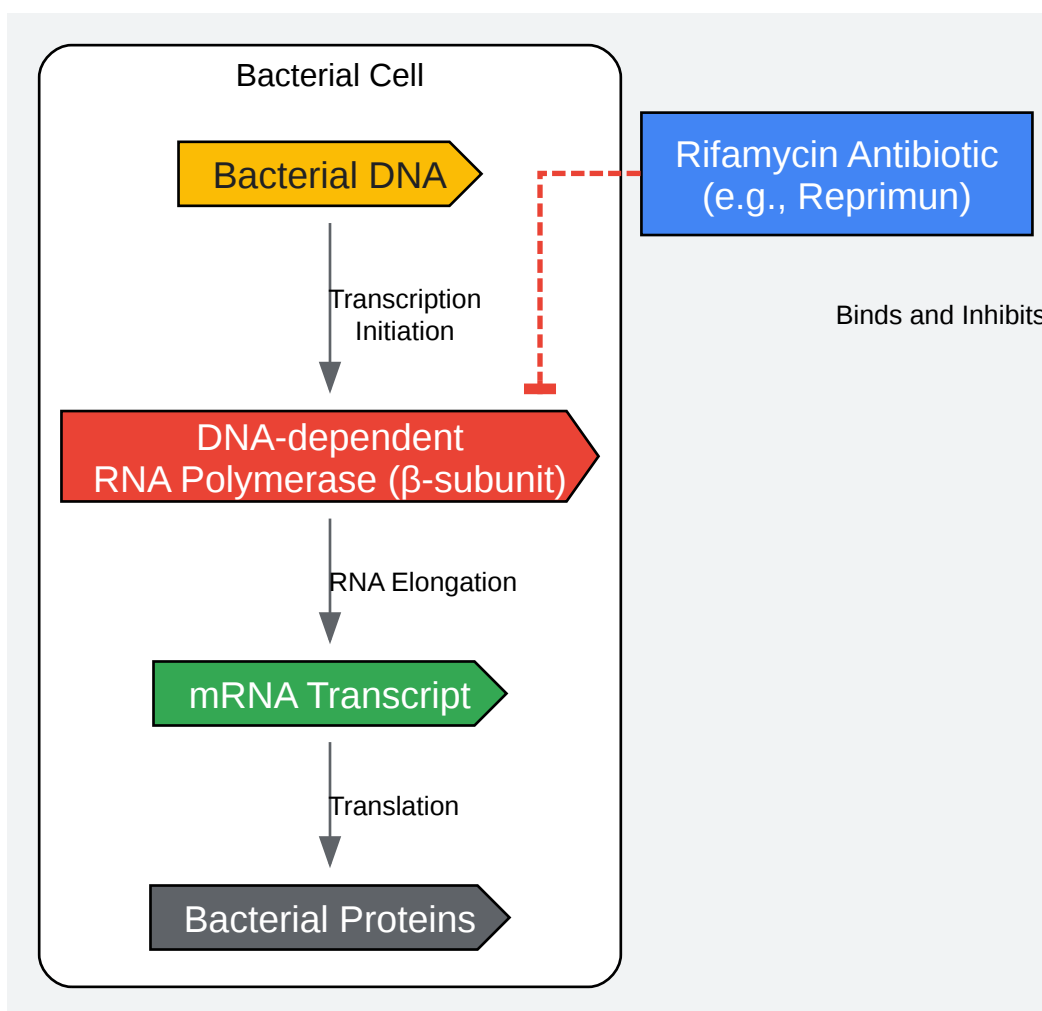 Bacterial Cell
Bacterial DNA
Rifamycin Antibiotic
(e.g., Reprimun)
Transcription
Initiation
Binds and Inhibits
DNA-dependent
RNA Polymerase (β-subunit)
RNA Elongation
mRNA Transcript
Translation
Bacterial Proteins